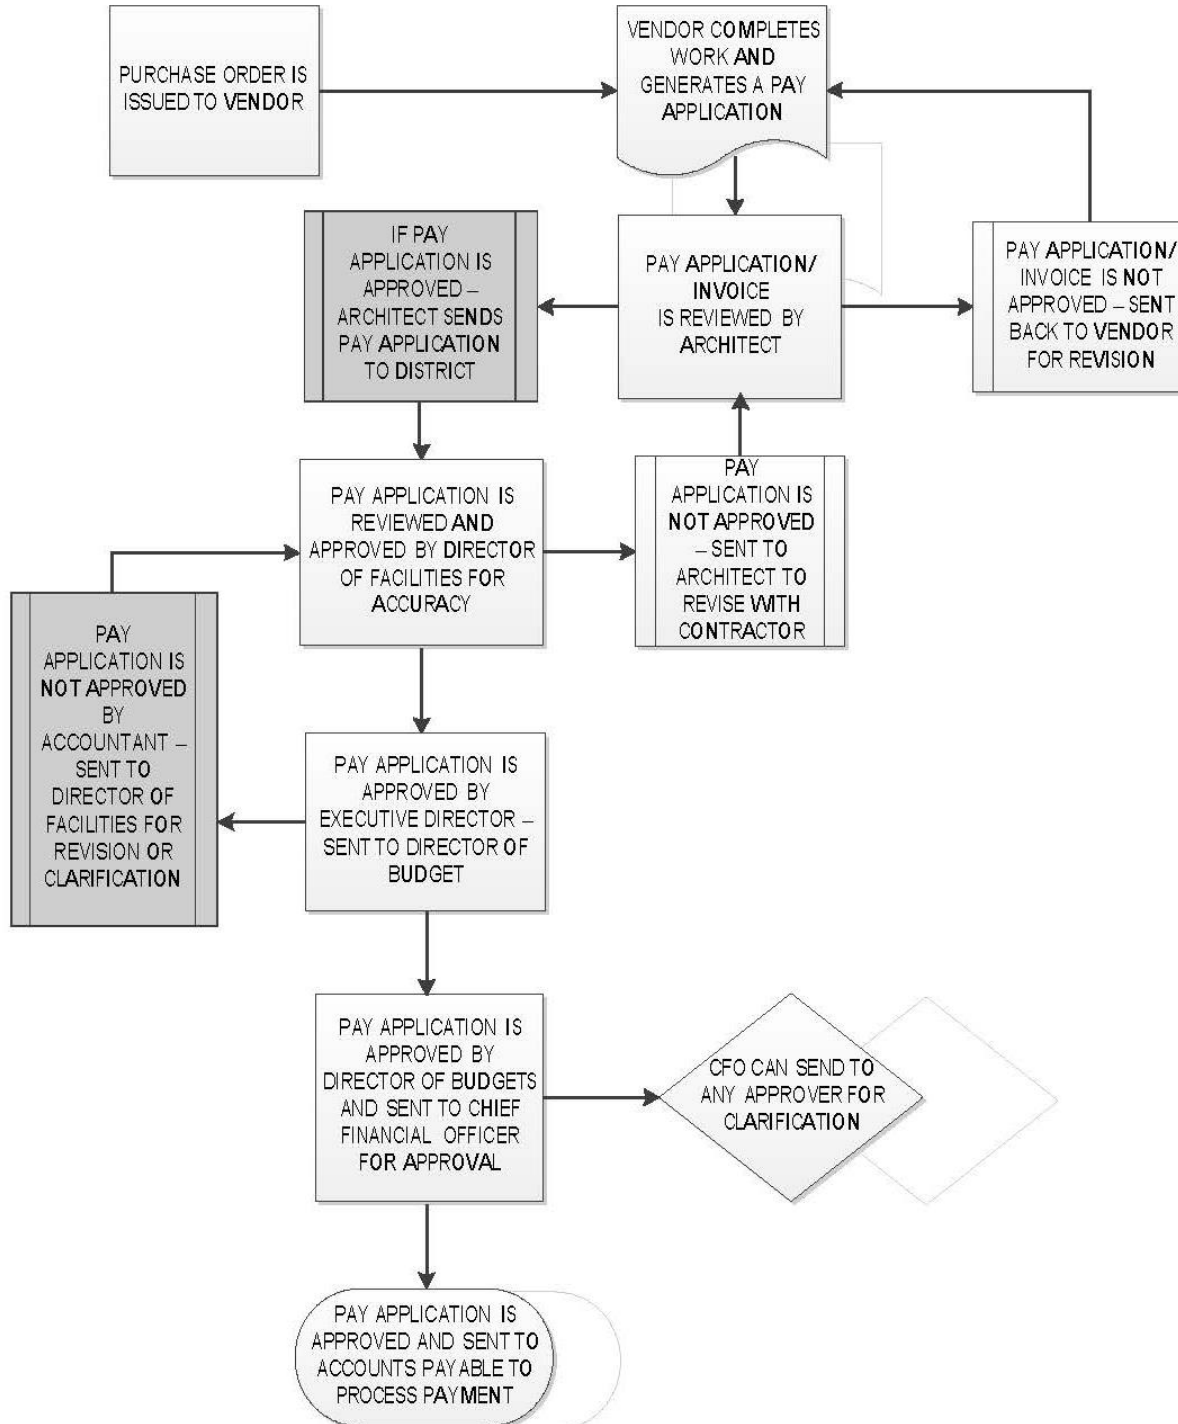 PURCHASE ORDER IS
ISSUED TO VENDOR
VENDOR COMPLETES
WORK AND
GENERATES A PAY
APPLICATION
IF PAY
APPLICATION IS
APPROVED –
ARCHITECT SENDS
PAY APPLICATION
TO DISTRICT
PAY APPLICATION/
INVOICE
IS REVIEWED BY
ARCHITECT
PAY APPLICATION/
INVOICE IS NOT
APPROVED – SENT
BACK TO VENDOR
FOR REVISION
PAY APPLICATION IS
REVIEWED AND
APPROVED BY DIRECTOR
OF FACILITIES FOR
ACCURACY
PAY
APPLICATION IS
NOT APPROVED
– SENT TO
ARCHITECT TO
REVISE WITH
CONTRACTOR
PAY
APPLICATION IS
NOT APPROVED
BY
ACCOUNTANT –
SENT TO
DIRECTOR OF
FACILITIES FOR
REVISION OR
CLARIFICATION
PAY APPLICATION IS
APPROVED BY
EXECUTIVE DIRECTOR –
SENT TO DIRECTOR OF
BUDGET
PAY APPLICATION IS
APPROVED BY
DIRECTOR OF BUDGETS
AND SENT TO CHIEF
FINANCIAL OFFICER
FOR APPROVAL
CFO CAN SEND TO
ANY APPROVER FOR
CLARIFICATION
PAY APPLICATION IS
APPROVED AND SENT TO
ACCOUNTS PAYABLE TO
PROCESS PAYMENT